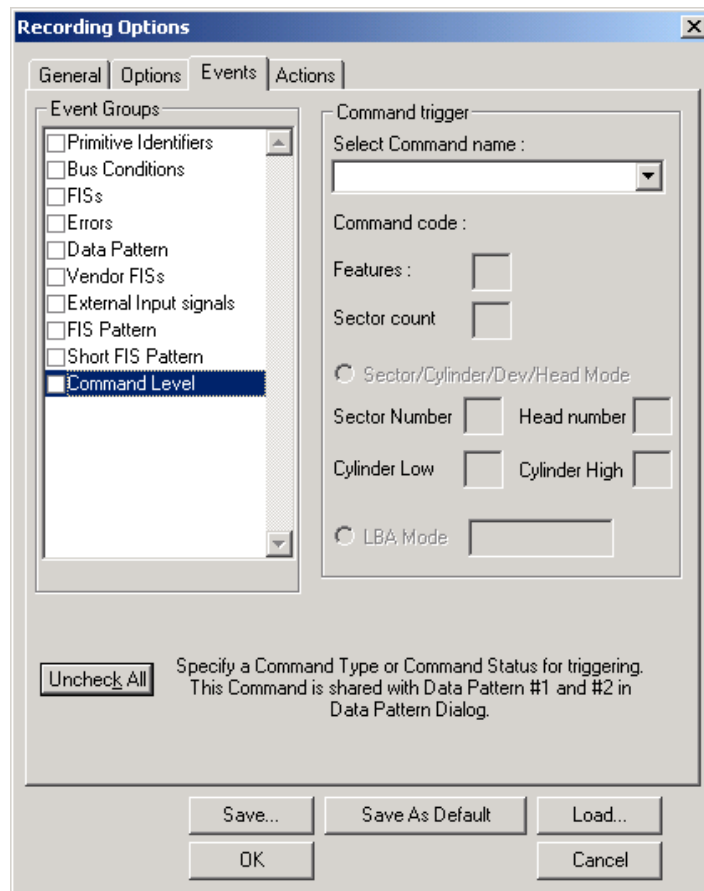 Recording Options
General
Options
Events
Actions
Event Groups
Primitive Identifiers
Bus Conditions
FISs
Errors
Data Pattern
Vendor FISs
External Input signals
FIS Pattern
Short FIS Pattern
Command Level
Command trigger
Select Command name :
Command code :
Features :
Sector count
Sector/Cylinder/Dev/Head Mode
Sector Number
Head number
Cylinder Low
Cylinder High
LBA Mode
Uncheck All
Specify a Command Type or Command Status for triggering.
This Command is shared with Data Pattern #1 and #2 in
Data Pattern Dialog.
Save...
Save As Default
Load...
OK
Cancel